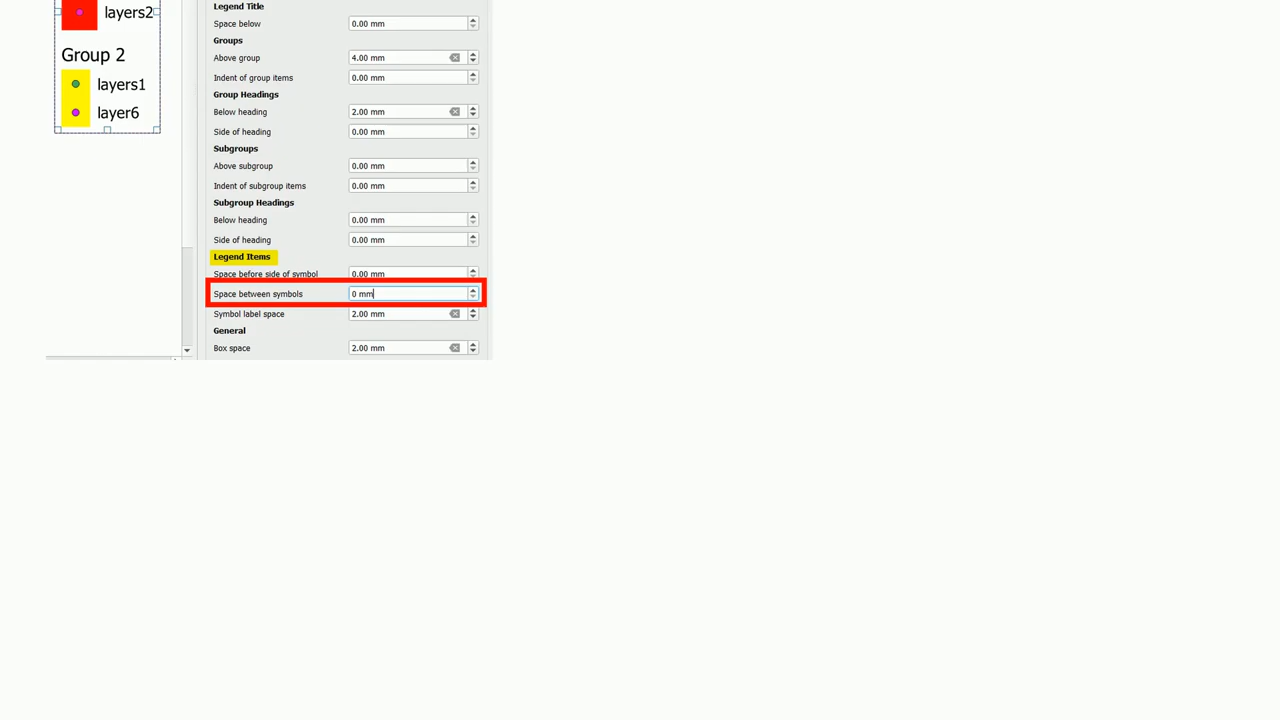 layers2
Group 2
layers1
layer6
Legend Title
Space below 0.00 mm
Groups
Above group 4.00 mm
Indent of group items 0.00 mm
Group Headings
Below heading 2.00 mm
Side of heading 0.00 mm
Subgroups
Above subgroup 0.00 mm
Indent of subgroup items 0.00 mm
Subgroup Headings
Below heading 0.00 mm
Side of heading 0.00 mm
Legend Items
Space before side of symbol 0.00 mm
Space between symbols 0 mm
Symbol label space 2.00 mm
General
Box space 2.00 mm